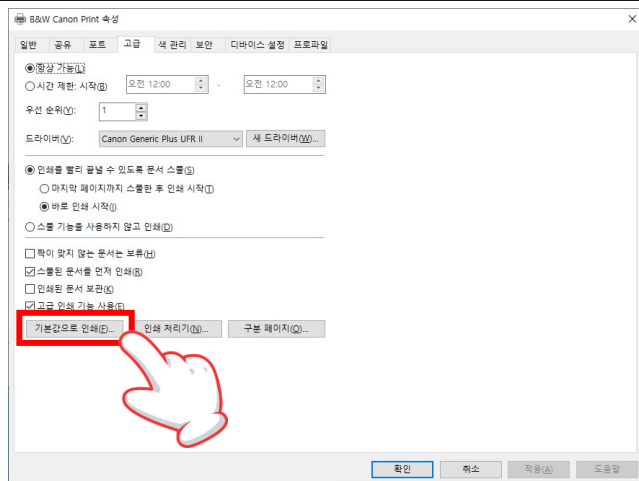 B&W Canon Print 속성
일반 공유 포트 고급 색 관리 보안 디바이스 설정 프로파일
항상 가능(L)
시간 제한: 시작(B) 오전 12:00 - 오전 12:00
우선 순위(Y): 1
드라이버(V): Canon Generic Plus UFR II 새 드라이버(W)...
인쇄를 빨리 끝낼 수 있도록 문서 스풀(S)
마지막 페이지까지 스풀한 후 인쇄 시작(T)
바로 인쇄 시작(I)
스풀 기능을 사용하지 않고 인쇄(D)
짝이 맞지 않는 문서는 보류(H)
스풀된 문서를 먼저 인쇄(R)
인쇄된 문서 보관(K)
고급 인쇄 기능 사용(E)
기본값으로 인쇄(F)... 인쇄 처리기(N)... 구분 페이지(O)...
확인 취소 적용(A) 도움말